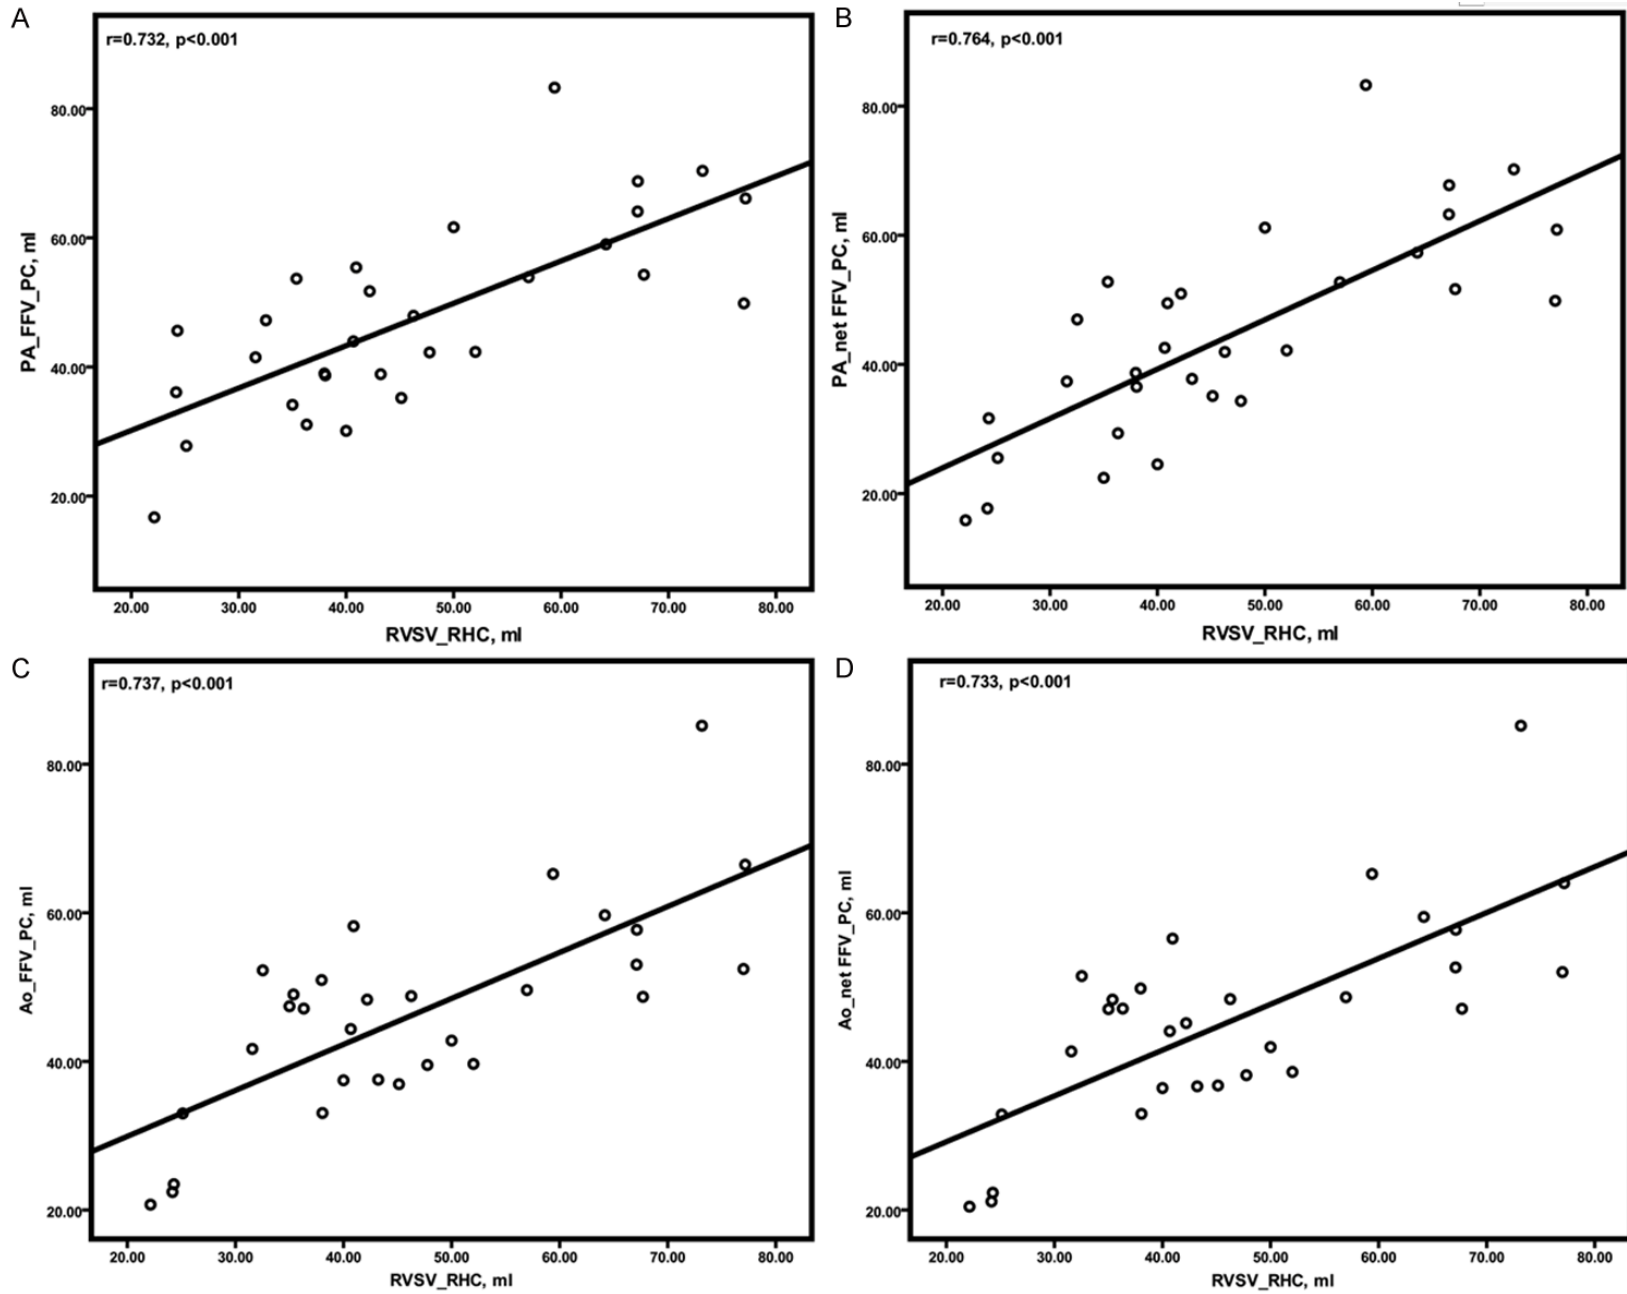 A
r=0.732, p<0.001
80.00
60.00
40.00
20.00
PA_FFV_PC, ml
20.00 30.00 40.00 50.00 60.00 70.00 80.00
RVSV_RHC, ml
B
r=0.764, p<0.001
80.00
60.00
40.00
20.00
PA_net FFV_PC, ml
20.00 30.00 40.00 50.00 60.00 70.00 80.00
RVSV_RHC, ml
C
r=0.737, p<0.001
80.00
60.00
40.00
20.00
Ao_FFV_PC, ml
20.00 30.00 40.00 50.00 60.00 70.00 80.00
RVSV_RHC, ml
D
r=0.733, p<0.001
80.00
60.00
40.00
20.00
Ao_net FFV_PC, ml
20.00 30.00 40.00 50.00 60.00 70.00 80.00
RVSV_RHC, ml